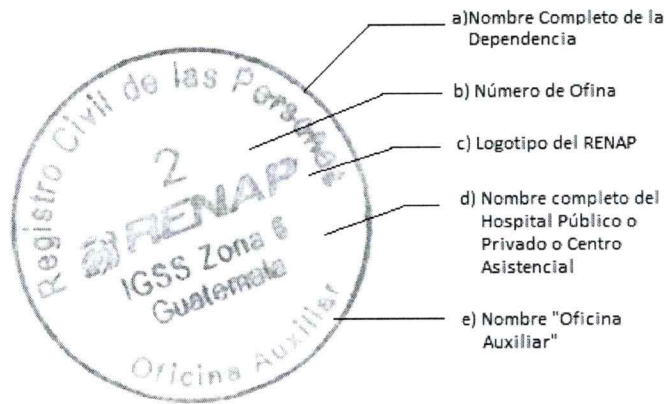 Registro Civil de las Personas
2
RENAP
IGSS Zona 6
Guatemala
Oficina Auxiliar
a)Nombre Completo de la
Dependencia
b) Número de Ofina
c) Logotipo del RENAP
d) Nombre completo del
Hospital Público o
Privado o Centro
Asistencial
e) Nombre "Oficina
Auxiliar"